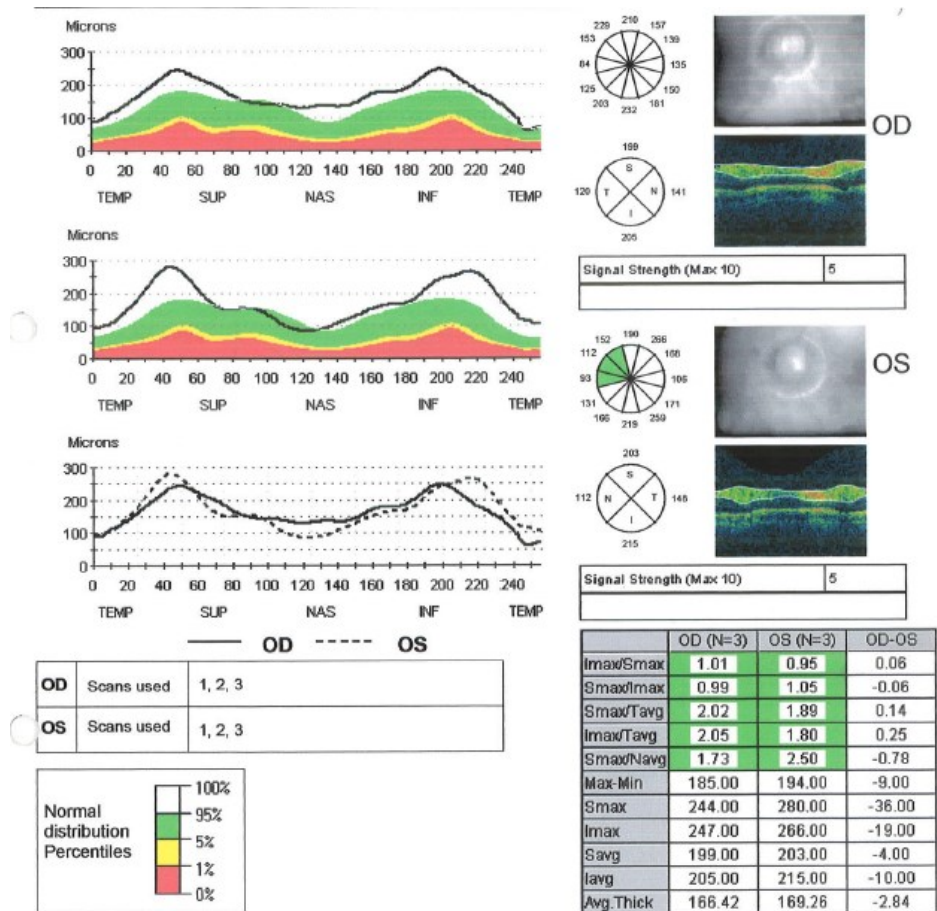 Microns
300
200
100
0
0 20 40 60 80 100 120 140 160 180 200 220 240
TEMP SUP NAS INF TEMP
Microns
300
200
100
0
0 20 40 60 80 100 120 140 160 180 200 220 240
TEMP SUP NAS INF TEMP
Microns
300
200
100
0
0 20 40 60 80 100 120 140 160 180 200 220 240
TEMP SUP NAS INF TEMP
OD OS
OD Scans used 1, 2, 3
OS Scans used 1, 2, 3
Normal
distribution
Percentiles
100%
95%
5%
1%
0%
229 210 157
153 139
84 135
125 150
203 232 181
OD
199
S
120 T N 141
I
205
Signal Strength (Max 10) 5
152 190 266
112 168
93 106
131 171
166 219 259
OS
203
S
112 N T 148
I
215
Signal Strength (Max 10) 5
OD (N=3) OS (N=3) OD-OS
Imax/Smax 1.01 0.95 0.06
Smax/Imax 0.99 1.05 -0.06
Smax/Tavg 2.02 1.89 0.14
Imax/Tavg 2.05 1.80 0.25
Smax/Navg 1.73 2.50 -0.78
Max-Min 185.00 194.00 -9.00
Smax 244.00 280.00 -36.00
Imax 247.00 266.00 -19.00
Savg 199.00 203.00 -4.00
Iavg 205.00 215.00 -10.00
Avg.Thick 166.42 169.26 -2.84